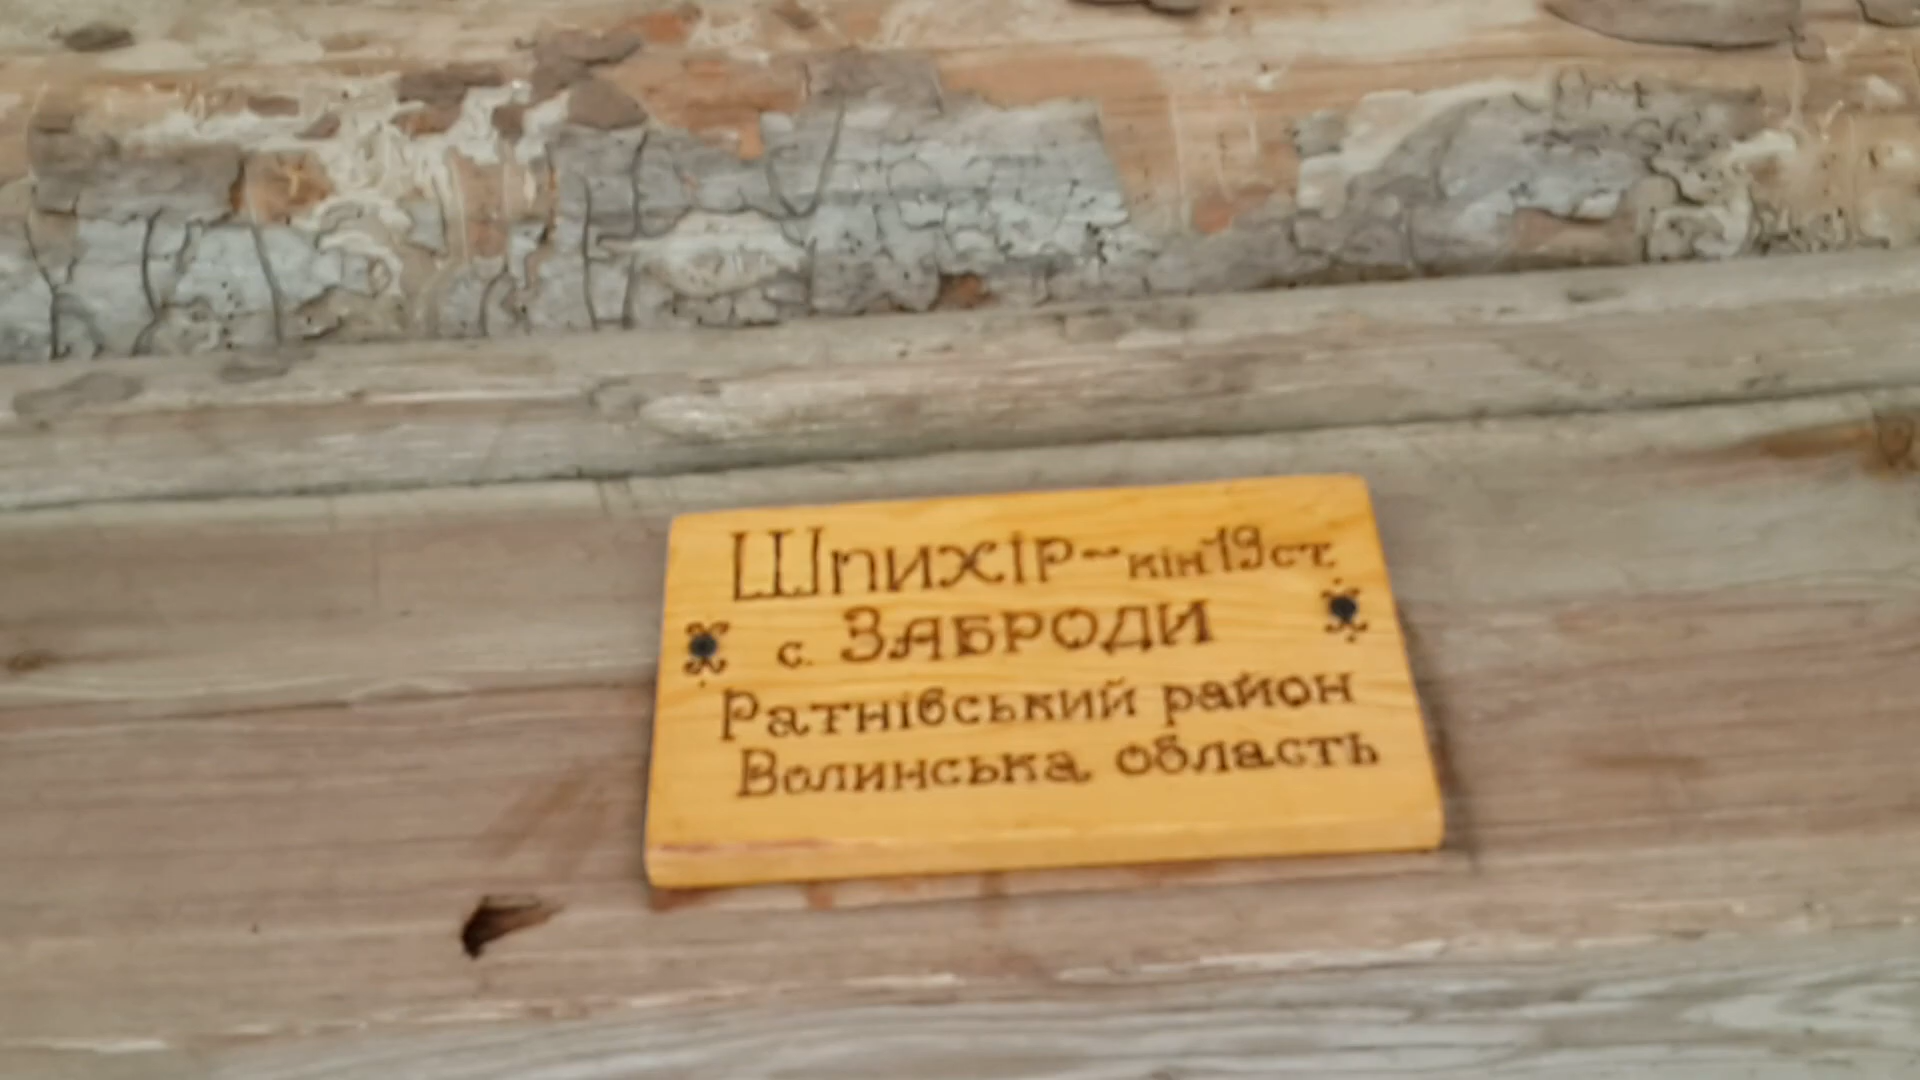 Шпихір~кін 19 ст.
с. ЗАБРОДИ
Ратнівський район
Волинська область